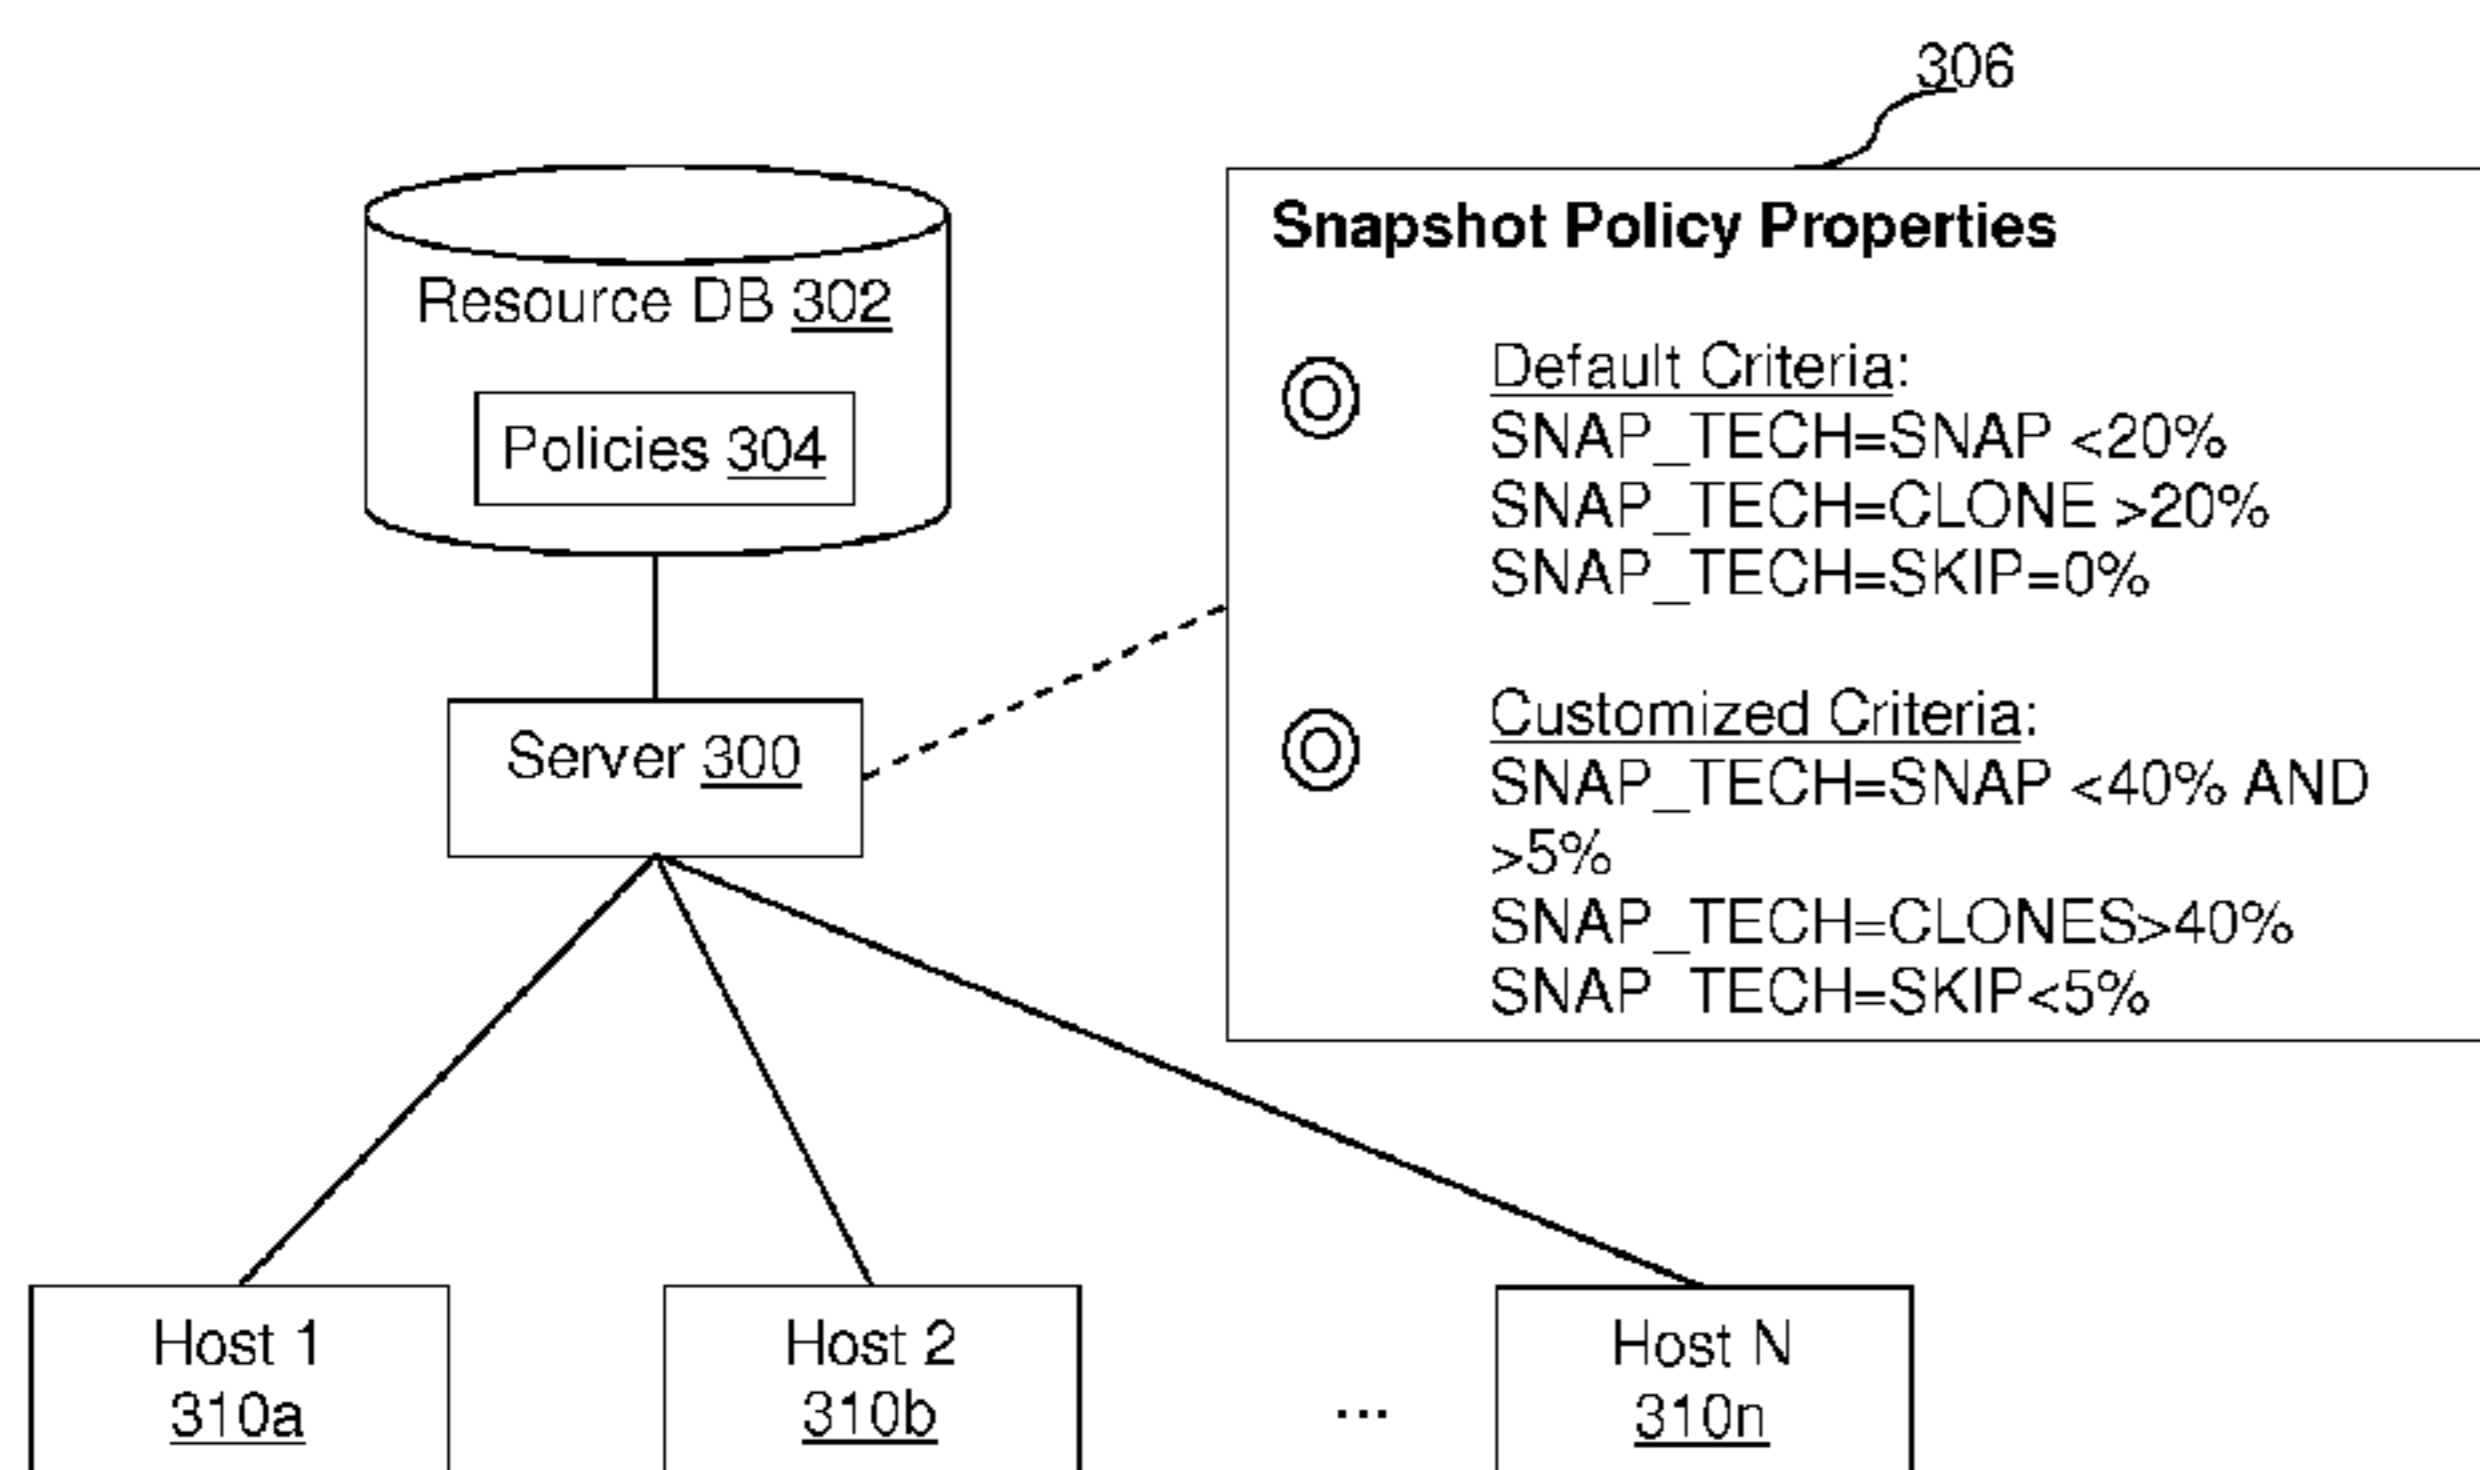 306
Resource DB 302
Policies 304
Server 300
Snapshot Policy Properties
Default Criteria:
SNAP_TECH=SNAP <20%
SNAP_TECH=CLONE >20%
SNAP_TECH=SKIP=0%
Customized Criteria:
SNAP_TECH=SNAP <40% AND
>5%
SNAP_TECH=CLONES>40%
SNAP TECH=SKIP<5%
Host 1
310a
Host 2
310b
...
Host N
310n